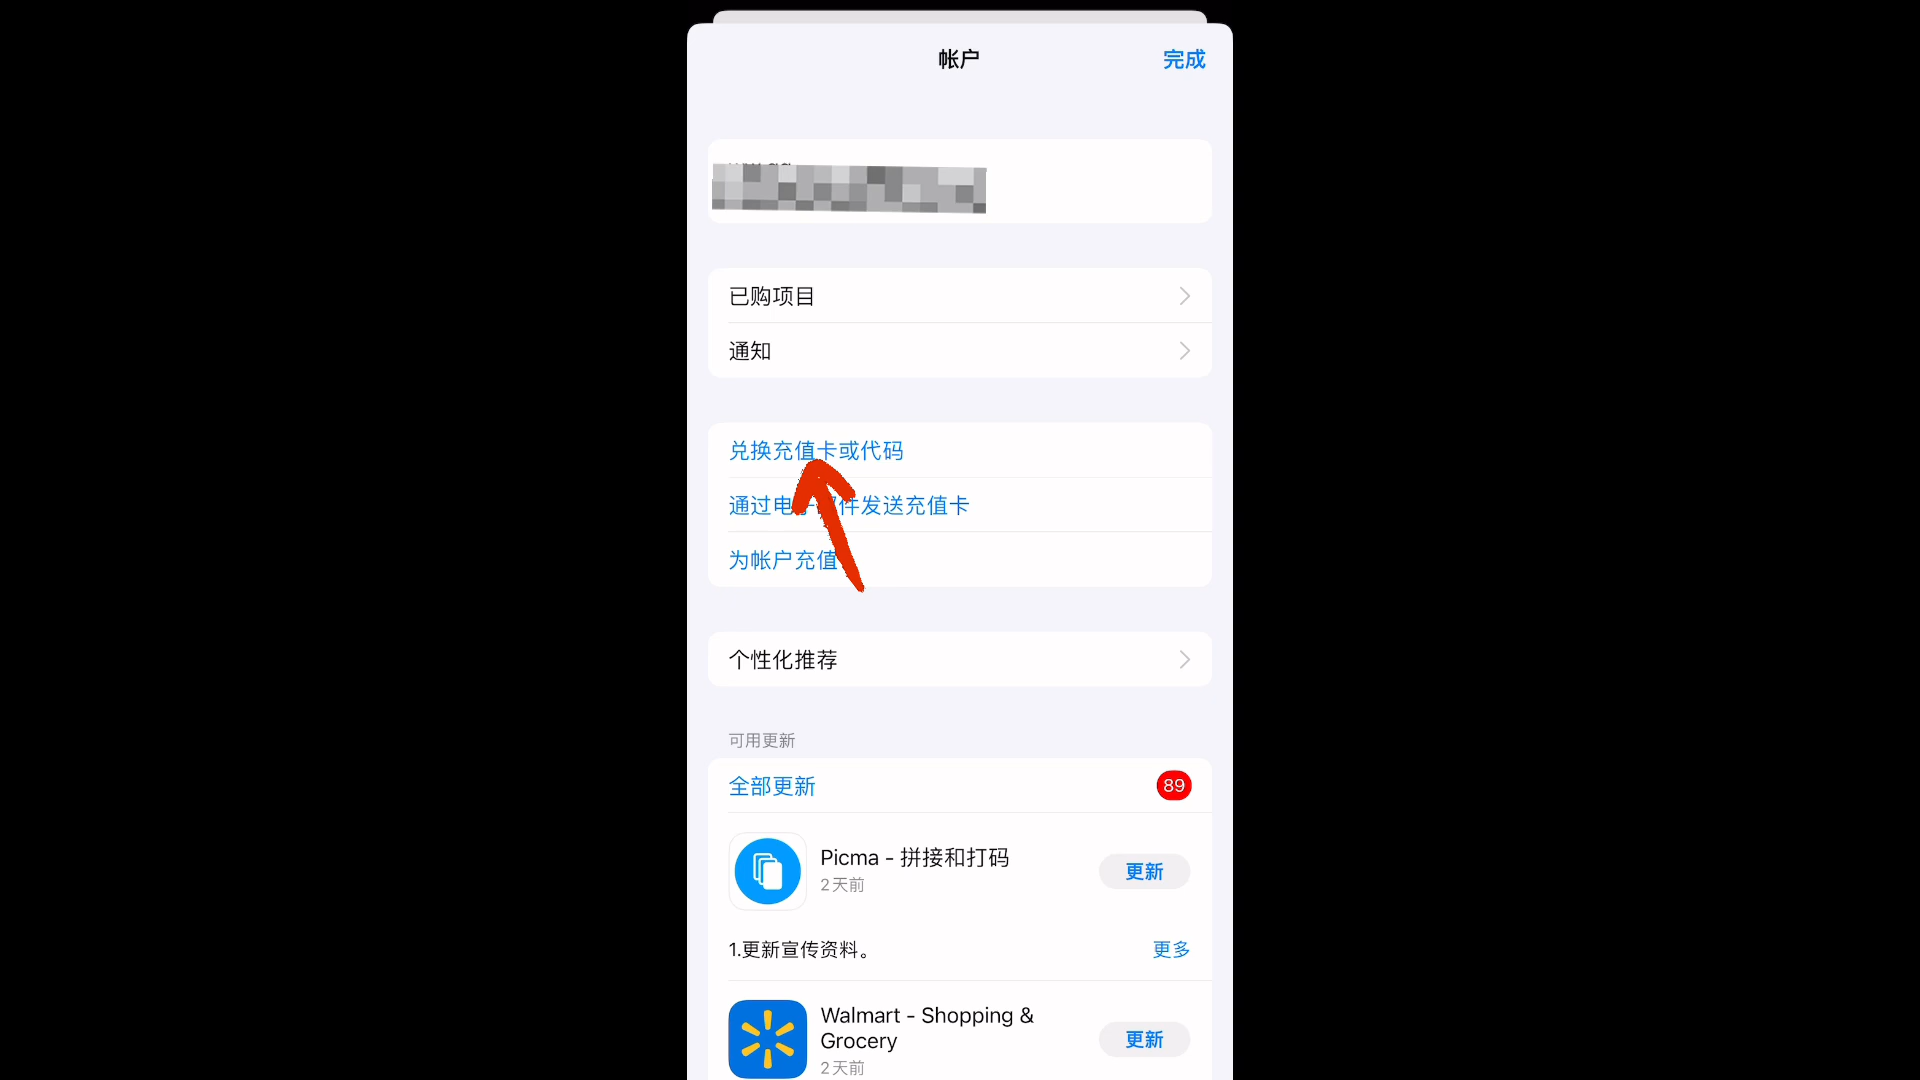 帐户
完成
已购项目
通知
兑换充值卡或代码
通过电子邮件发送充值卡
为帐户充值
个性化推荐
可用更新
全部更新
89
Picma - 拼接和打码
2天前
更新
1.更新宣传资料。
更多
Walmart - Shopping &
Grocery
2天前
更新